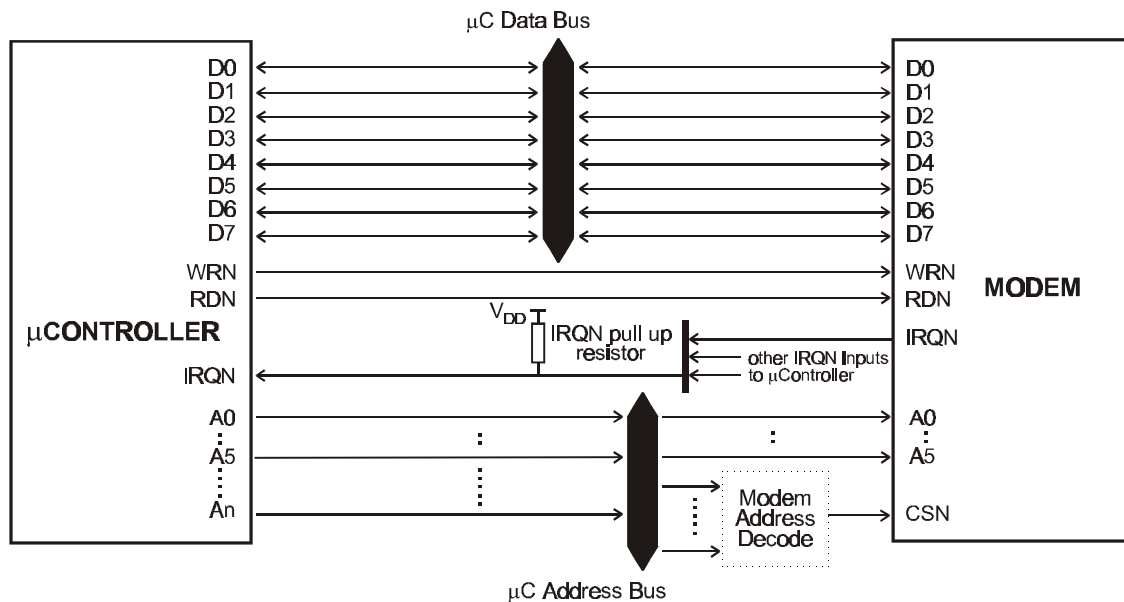 μC Data Bus
D0
D1
D2
D3
D4
D5
D6
D7
WRN
RDN
μCONTROLLER
IRQN
A0
A5
An
VDD
IRQN pull up
resistor
other IRQN Inputs
to μController
D0
D1
D2
D3
D4
D5
D6
D7
WRN
RDN
MODEM
IRQN
A0
A5
CSN
Modem
Address
Decode
μC Address Bus